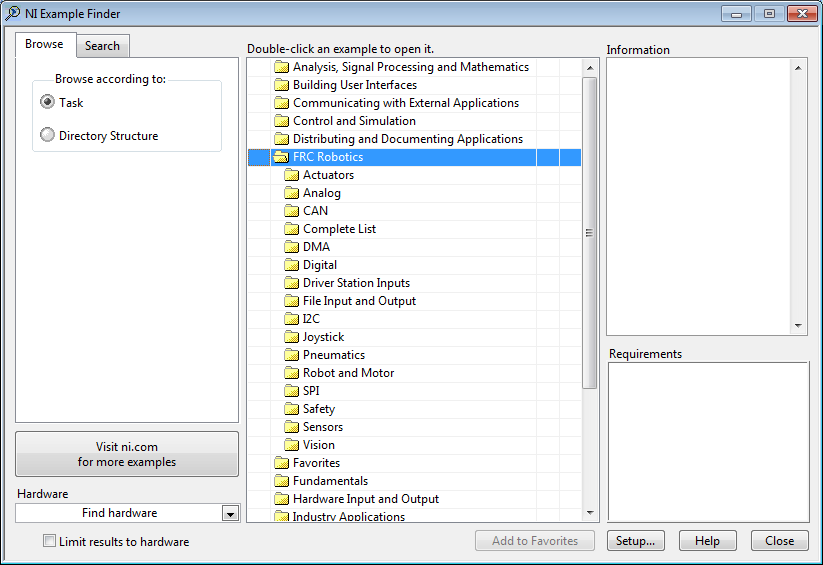 NI Example Finder
Browse
Search
Browse according to:
Task
Directory Structure
Visit ni.com
for more examples
Hardware
Find hardware
Limit results to hardware
Double-click an example to open it.
Analysis, Signal Processing and Mathematics
Building User Interfaces
Communicating with External Applications
Control and Simulation
Distributing and Documenting Applications
FRC Robotics
Actuators
Analog
CAN
Complete List
DMA
Digital
Driver Station Inputs
File Input and Output
I2C
Joystick
Pneumatics
Robot and Motor
SPI
Safety
Sensors
Vision
Favorites
Fundamentals
Hardware Input and Output
Industry Applications
Information
Requirements
Add to Favorites
Setup...
Help
Close